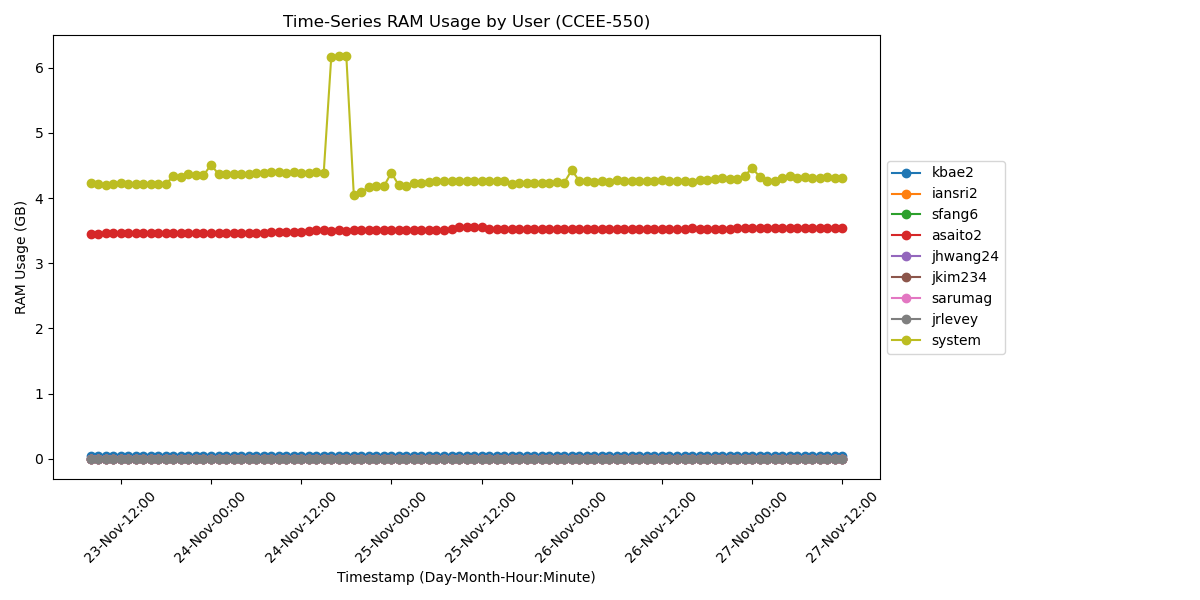 Time-Series RAM Usage by User (CCEE-550)
RAM Usage (GB)
6
5
4
3
2
1
0
23-Nov-12:00
24-Nov-00:00
24-Nov-12:00
25-Nov-00:00
25-Nov-12:00
26-Nov-00:00
26-Nov-12:00
27-Nov-00:00
27-Nov-12:00
Timestamp (Day-Month-Hour:Minute)
kbae2
iansri2
sfang6
asaito2
jhwang24
jkim234
sarumag
jrlevey
system